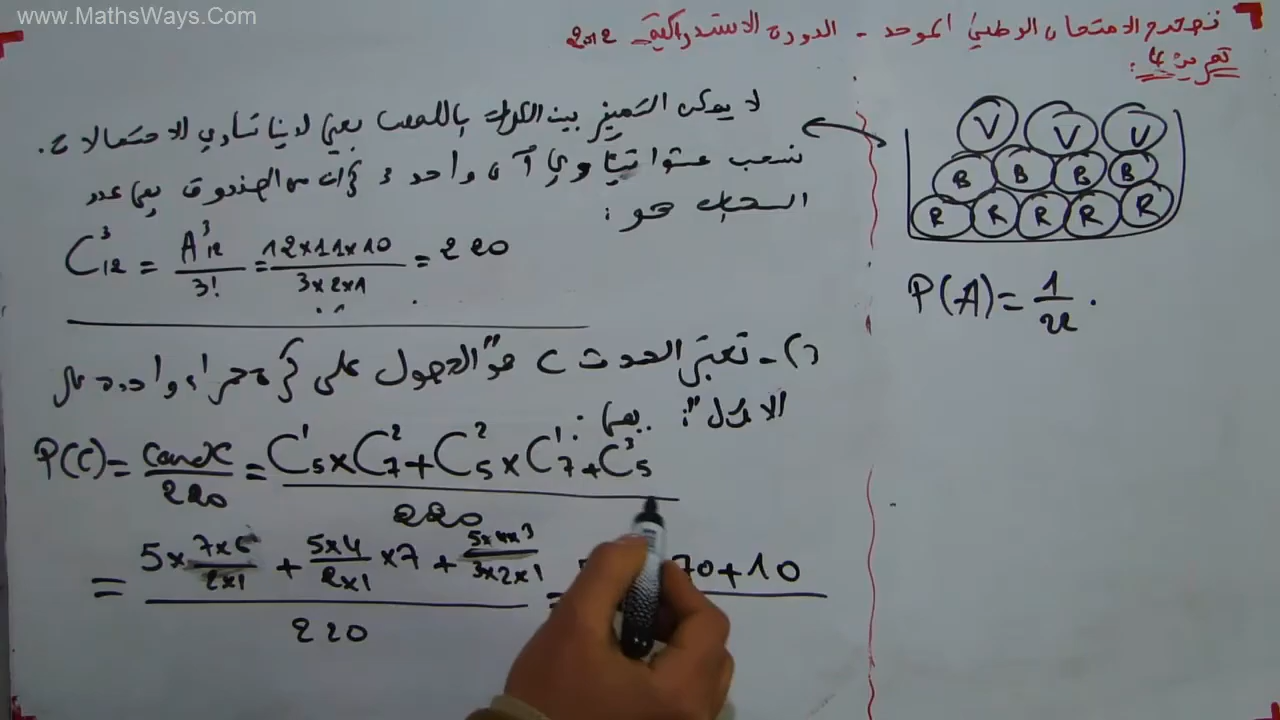 www.MathsWays.Com
الامتحان الوطني الموحد - الدورة الاستدراكية 2012
تمرين 4 :
لا يمكن التمييز بين الكرات باللمس يعني لدينا تساوي الاحتمالات.
نسحب عشوائيا وفي آن واحد 3 كرات من الصندوق يعني عدد
السحبات هو :
C³₁₂ = A³₁₂/3! = 12×11×10/3×2×1 = 220
نعتبر الحدث C هو "الحصول على كرة حمراء واحدة على
الأقل" : يعني :
P(C) = Card C/220 = C¹₅×C²₇+C²₅×C¹₇+C³₅/220
= 5×7×6/2×1 + 5×4/2×1 ×7 + 5×4×3/3×2×1 / 220 = 70+10
V V V
B B B B
R R R R R
P(A) = 1/22 .